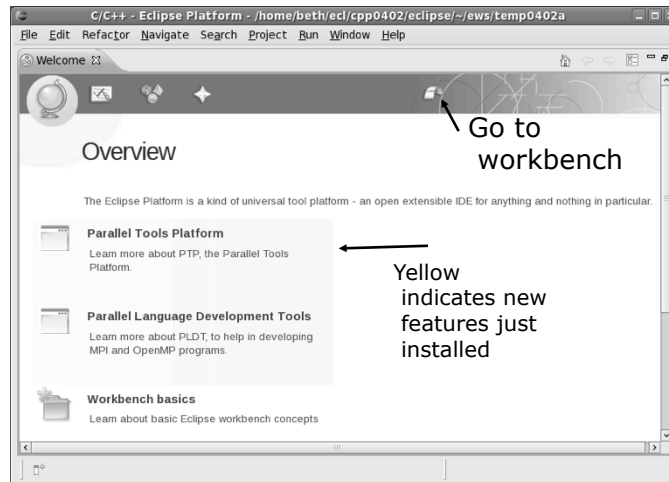 C/C++ - Eclipse Platform - /home/beth/ecl/cpp0402/eclipse/~/ews/temp0402a
File Edit Refactor Navigate Search Project Run Window Help
Welcome
Go to
workbench
Overview
The Eclipse Platform is a kind of universal tool platform - an open extensible IDE for anything and nothing in particular.
Parallel Tools Platform
Learn more about PTP, the Parallel Tools
Platform.
Yellow
indicates new
features just
installed
Parallel Language Development Tools
Learn more about PLDT, to help in developing
MPI and OpenMP programs.
Workbench basics
Learn about basic Eclipse workbench concepts